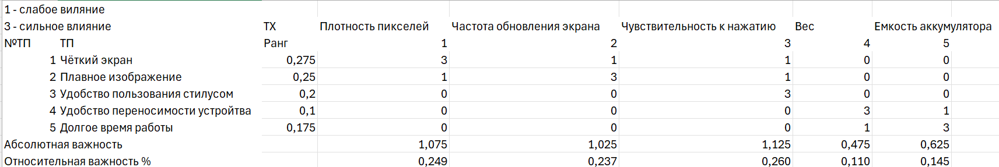 1 - слабое виляние
3 - сильное влияние ТХ Плотность пикселей Частота обновления экрана Чувствительность к нажатию Вес Емкость аккумулятора
№ТП ТП Ранг 1 2 3 4 5
1 Чёткий экран 0,275 3 1 1 0 0
2 Плавное изображение 0,25 1 3 1 0 0
3 Удобство пользования стилусом 0,2 0 0 3 0 0
4 Удобство переносимости устройтва 0,1 0 0 0 3 1
5 Долгое время работы 0,175 0 0 0 1 3
Абсолютная важность 1,075 1,025 1,125 0,475 0,625
Относительная важность % 0,249 0,237 0,260 0,110 0,145